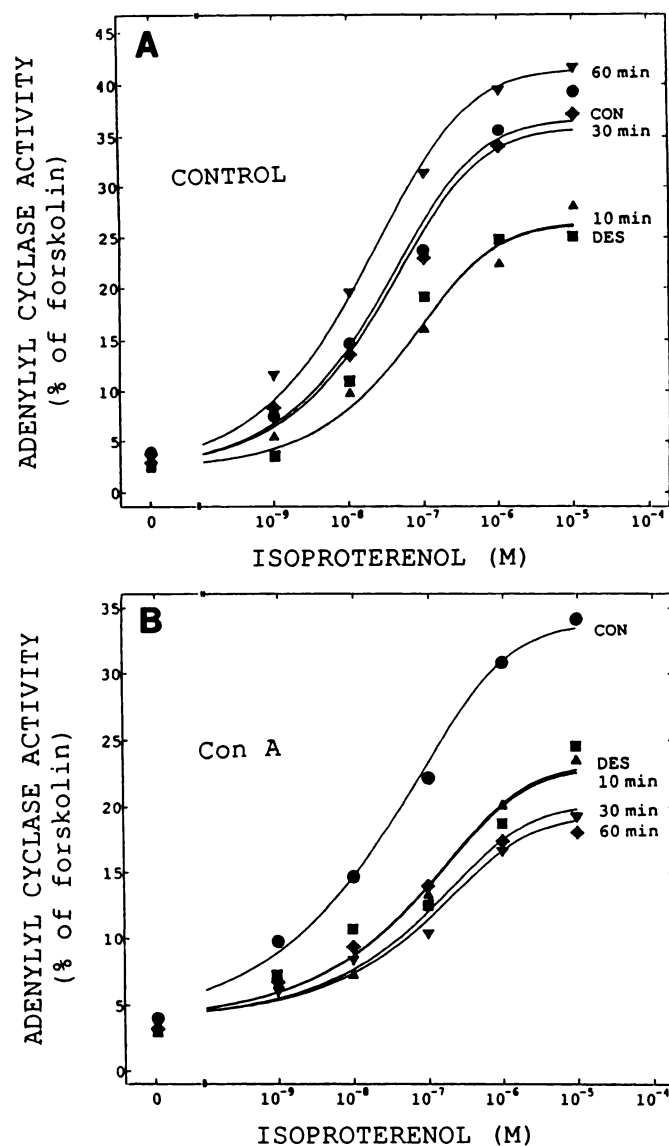 A
CONTROL
ADENYLYL CYCLASE ACTIVITY
(% of forskolin)
45
40
35
30
25
20
15
10
5
0
60 min
CON
30 min
10 min
DES
0
10⁻⁹
10⁻⁸
10⁻⁷
10⁻⁶
10⁻⁵
10⁻⁴
ISOPROTERENOL (M)
B
Con A
ADENYLYL CYCLASE ACTIVITY
(% of forskolin)
35
30
25
20
15
10
5
0
CON
DES
10 min
30 min
60 min
0
10⁻⁹
10⁻⁸
10⁻⁷
10⁻⁶
10⁻⁵
10⁻⁴
ISOPROTERENOL (M)